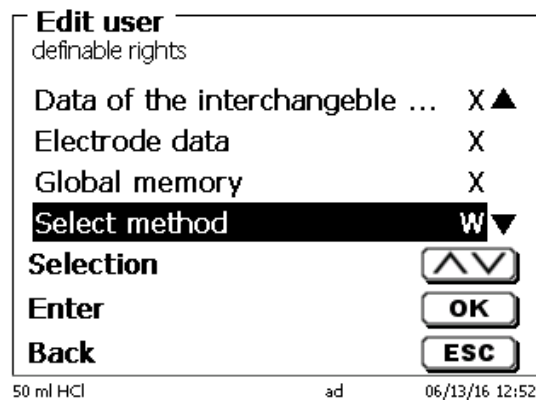 Edit user
definable rights
Data of the interchangeble ... X ▲
Electrode data X
Global memory X
Select method W ▼
Selection
Enter OK
Back ESC
50 ml HCl ad 06/13/16 12:52